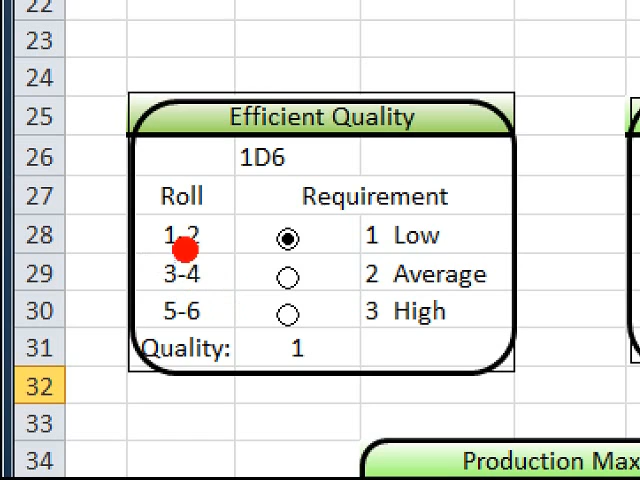 22
23
24
25 Efficient Quality
26 1D6
27 Roll Requirement
28 1-2 1 Low
29 3-4 2 Average
30 5-6 3 High
31 Quality: 1
32
33
34 Production Max